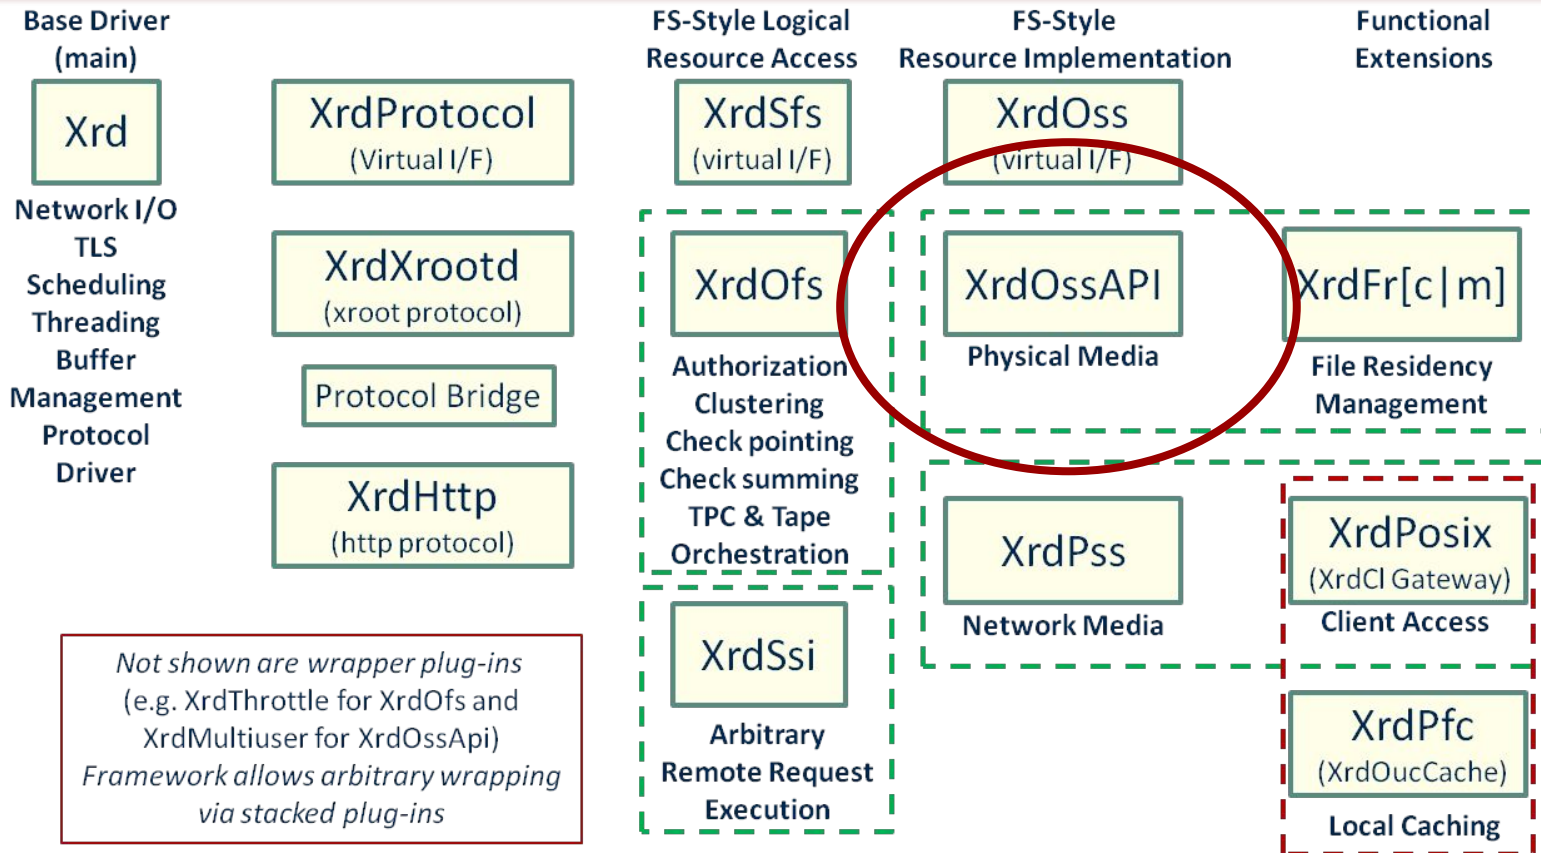 Base Driver
(main)
Xrd
Network I/O
TLS
Scheduling
Threading
Buffer
Management
Protocol
Driver
XrdProtocol
(Virtual I/F)
XrdXrootd
(xroot protocol)
Protocol Bridge
XrdHttp
(http protocol)
Not shown are wrapper plug-ins
(e.g. XrdThrottle for XrdOfs and
XrdMultiuser for XrdOssApi)
Framework allows arbitrary wrapping
via stacked plug-ins
FS-Style Logical
Resource Access
XrdSfs
(virtual I/F)
XrdOfs
Authorization
Clustering
Check pointing
Check summing
TPC & Tape
Orchestration
XrdSsi
Arbitrary
Remote Request
Execution
FS-Style
Resource Implementation
XrdOss
(virtual I/F)
XrdOssAPI
Physical Media
XrdPss
Network Media
Functional
Extensions
XrdFr[c|m]
File Residency
Management
XrdPosix
(XrdCl Gateway)
Client Access
XrdPfc
(XrdOucCache)
Local Caching